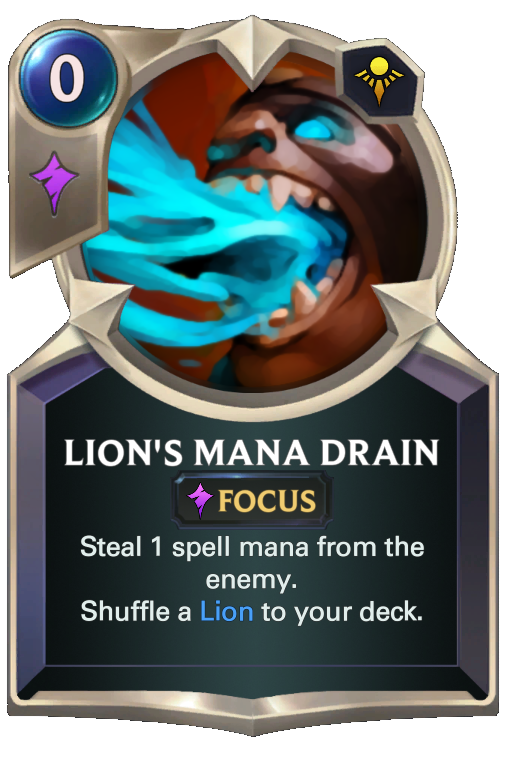 0
LION'S MANA DRAIN
FOCUS
Steal 1 spell mana from the
enemy.
Shuffle a Lion to your deck.